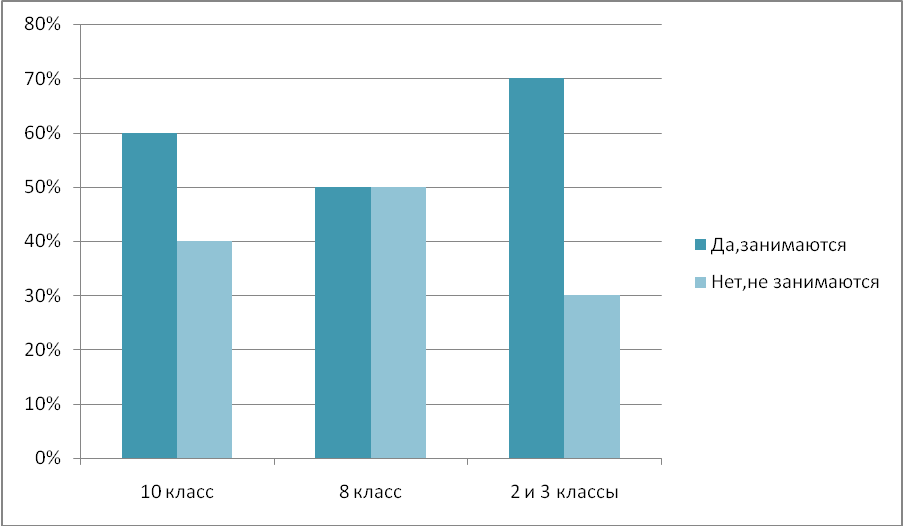 80%
70%
60%
50%
40%
30%
20%
10%
0%
10 класс
8 класс
2 и 3 классы
Да,занимаются
Нет,не занимаются